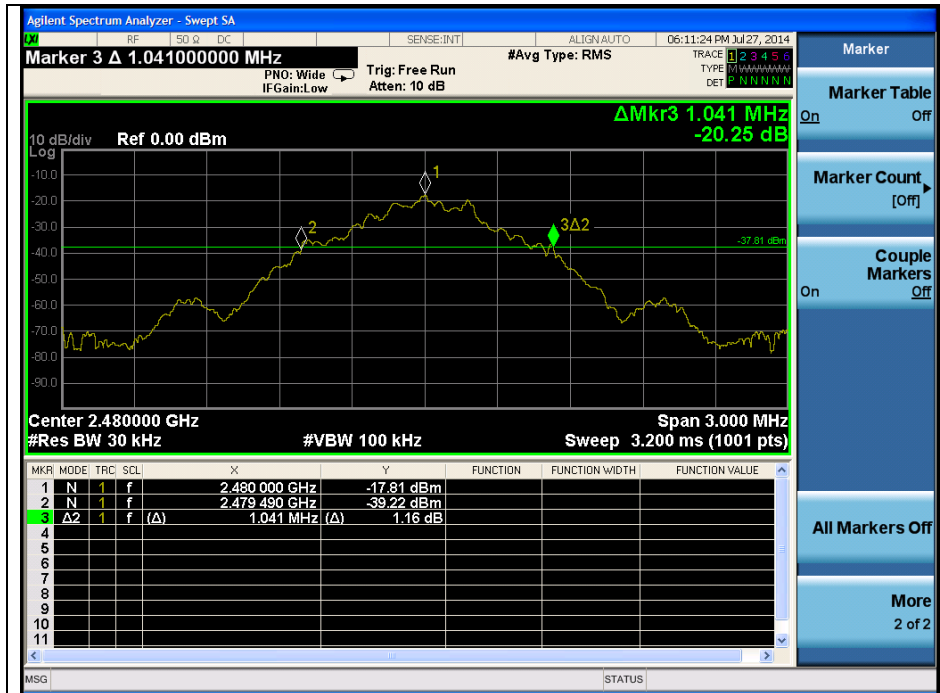 Agilent Spectrum Analyzer - Swept SA
LXI RF 50 Ω DC SENSE:INT ALIGN AUTO 06:11:24 PM Jul 27, 2014
Marker 3 Δ 1.041000000 MHz
PNO: Wide
IFGain:Low
Trig: Free Run
Atten: 10 dB
#Avg Type: RMS
TRACE 1 2 3 4 5 6
TYPE MWWWWW
DET P N N N N N
ΔMkr3 1.041 MHz
-20.25 dB
10 dB/div Ref 0.00 dBm
Log
-10.0
-20.0
-30.0
-40.0
-50.0
-60.0
-70.0
-80.0
-90.0
1
2
3Δ2
-37.81 dBm
Center 2.480000 GHz Span 3.000 MHz
#Res BW 30 kHz #VBW 100 kHz Sweep 3.200 ms (1001 pts)
MKR MODE TRC SCL X Y FUNCTION FUNCTION WIDTH FUNCTION VALUE
1 N 1 f 2.480 000 GHz -17.81 dBm
2 N 1 f 2.479 490 GHz -39.22 dBm
3 Δ2 1 f (Δ) 1.041 MHz (Δ) 1.16 dB
4
5
6
7
8
9
10
11
MSG STATUS
Marker
Marker Table
On Off
Marker Count
[Off]
Couple
Markers
On Off
All Markers Off
More
2 of 2